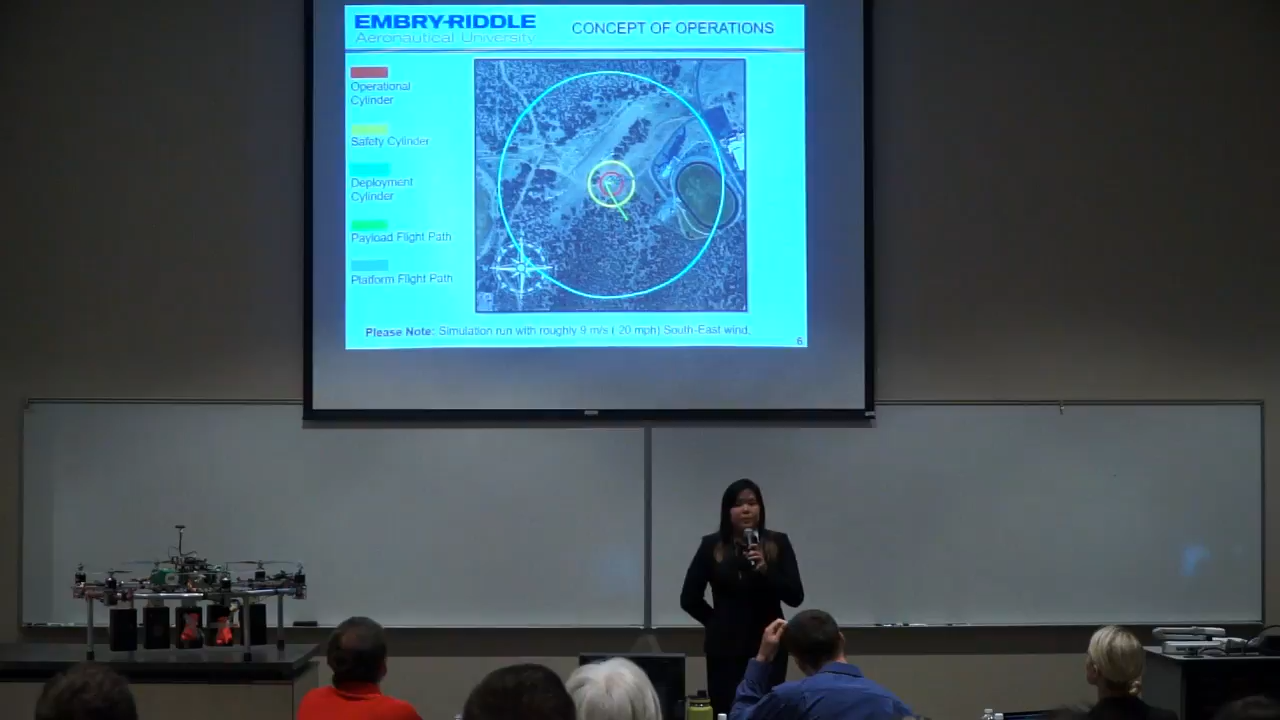 EMBRY-RIDDLE
Aeronautical University
CONCEPT OF OPERATIONS
Operational
Cylinder
Safety Cylinder
Deployment
Cylinder
Payload Flight Path
Platform Flight Path
Please Note: Simulation run with roughly 9 m/s ( 20 mph) South-East wind.
6